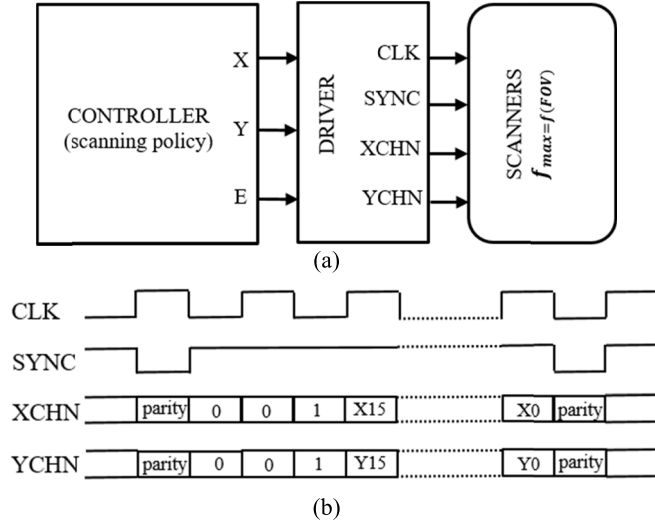 CONTROLLER
(scanning policy)
X
Y
E
DRIVER
CLK
SYNC
XCHN
YCHN
SCANNERS
f max=f(FOV)
(a)
CLK
SYNC
XCHN parity 0 0 1 X15 X0 parity
YCHN parity 0 0 1 Y15 Y0 parity
(b)